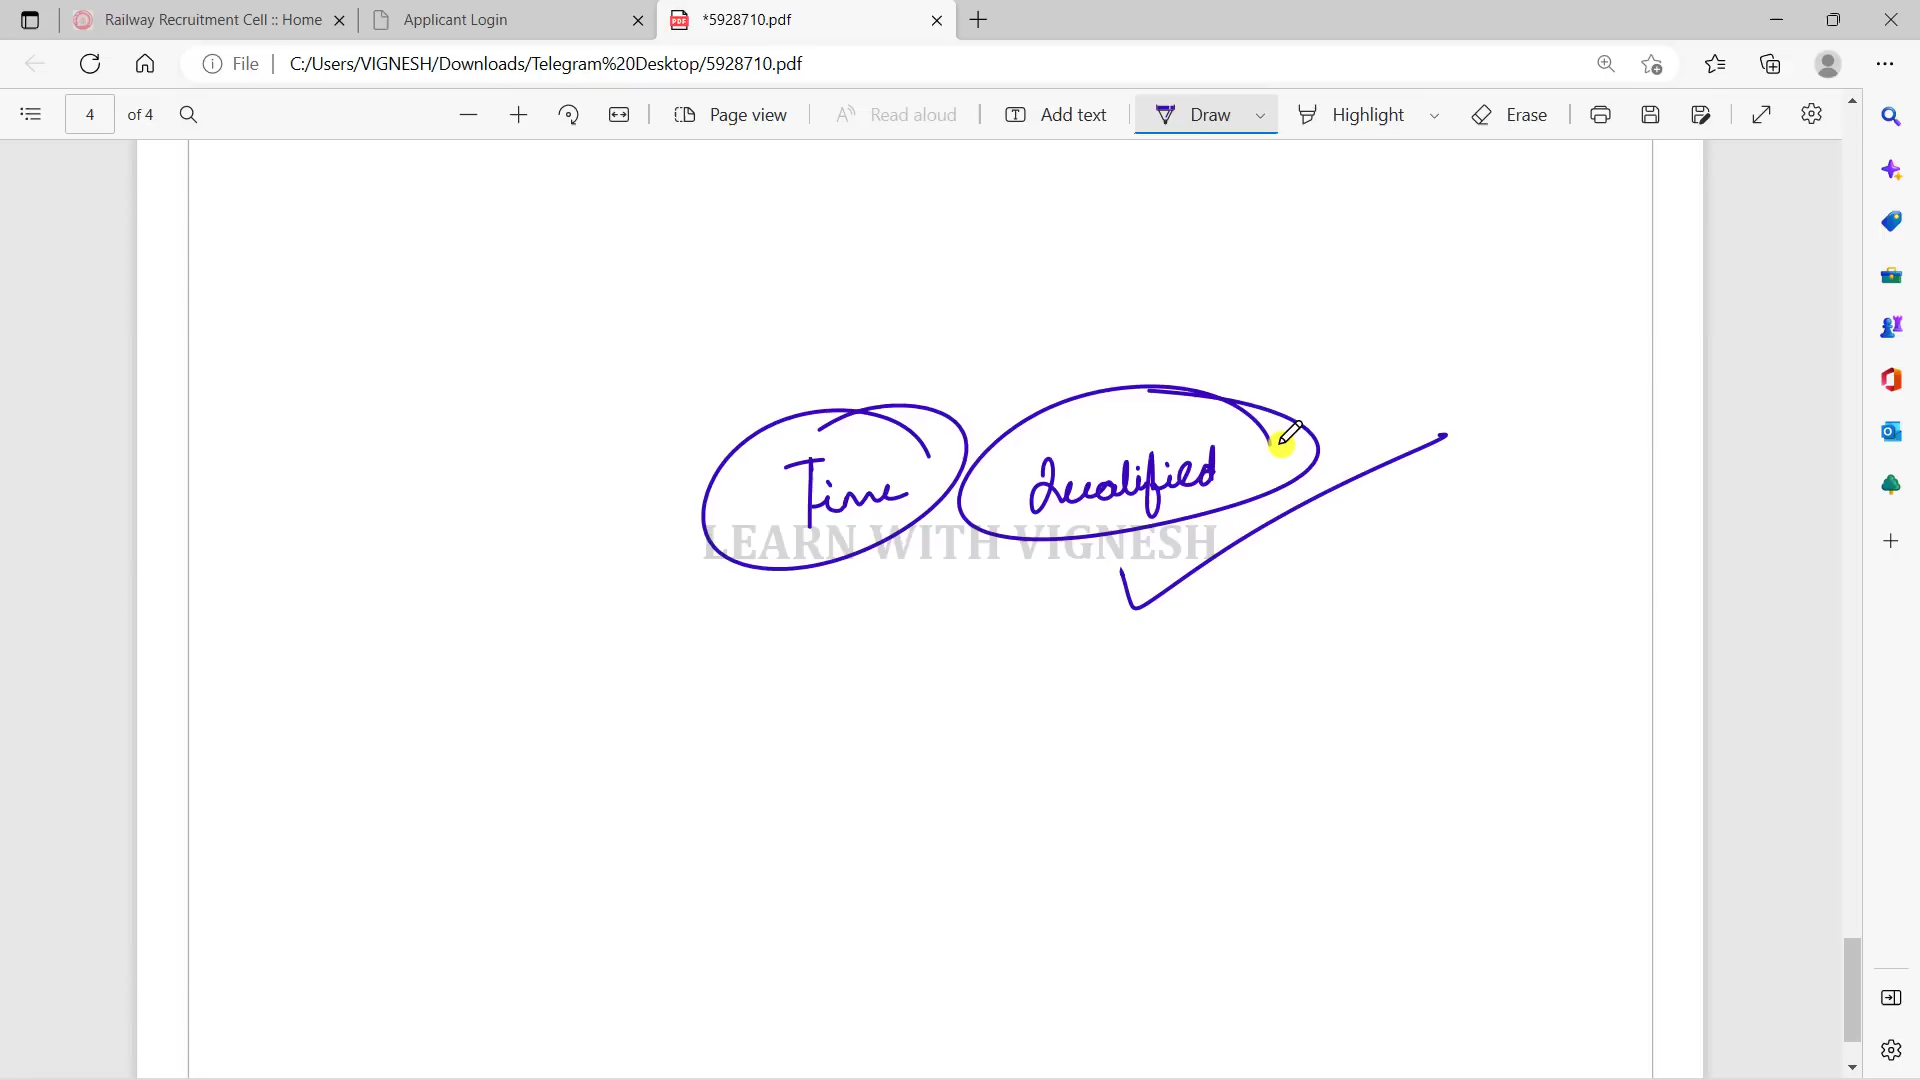 Railway Recruitment Cell :: Home
Applicant Login
*5928710.pdf
File
C:/Users/VIGNESH/Downloads/Telegram%20Desktop/5928710.pdf
4 of 4
Page view
Read aloud
Add text
Draw
Highlight
Erase
Time Qualified
LEARN WITH VIGNESH